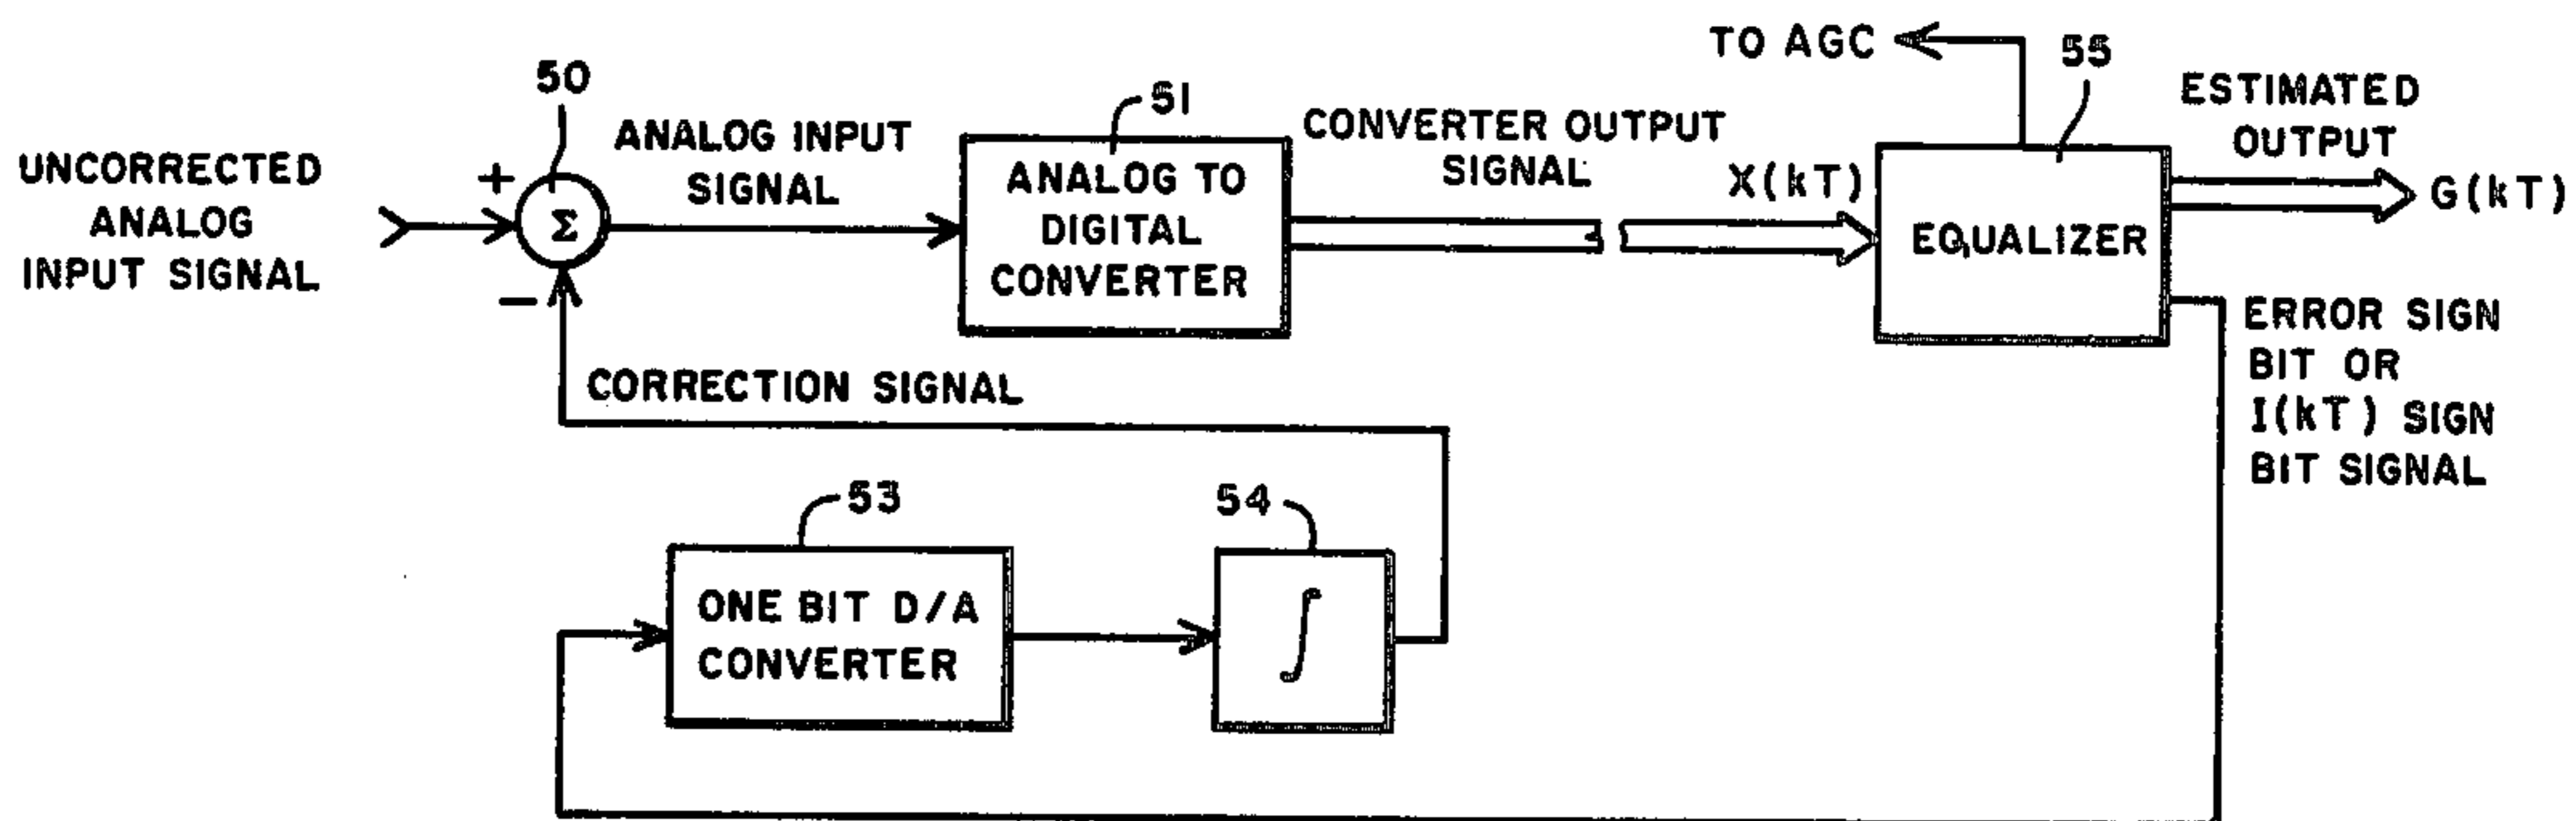 TO AGC
55
50
51
ESTIMATED
OUTPUT
G(kT)
UNCORRECTED
ANALOG
INPUT SIGNAL
+
−
Σ
ANALOG INPUT
SIGNAL
ANALOG TO
DIGITAL
CONVERTER
CONVERTER OUTPUT
SIGNAL
X(kT)
EQUALIZER
ERROR SIGN
BIT OR
I(kT) SIGN
BIT SIGNAL
CORRECTION SIGNAL
53
54
ONE BIT D/A
CONVERTER
∫